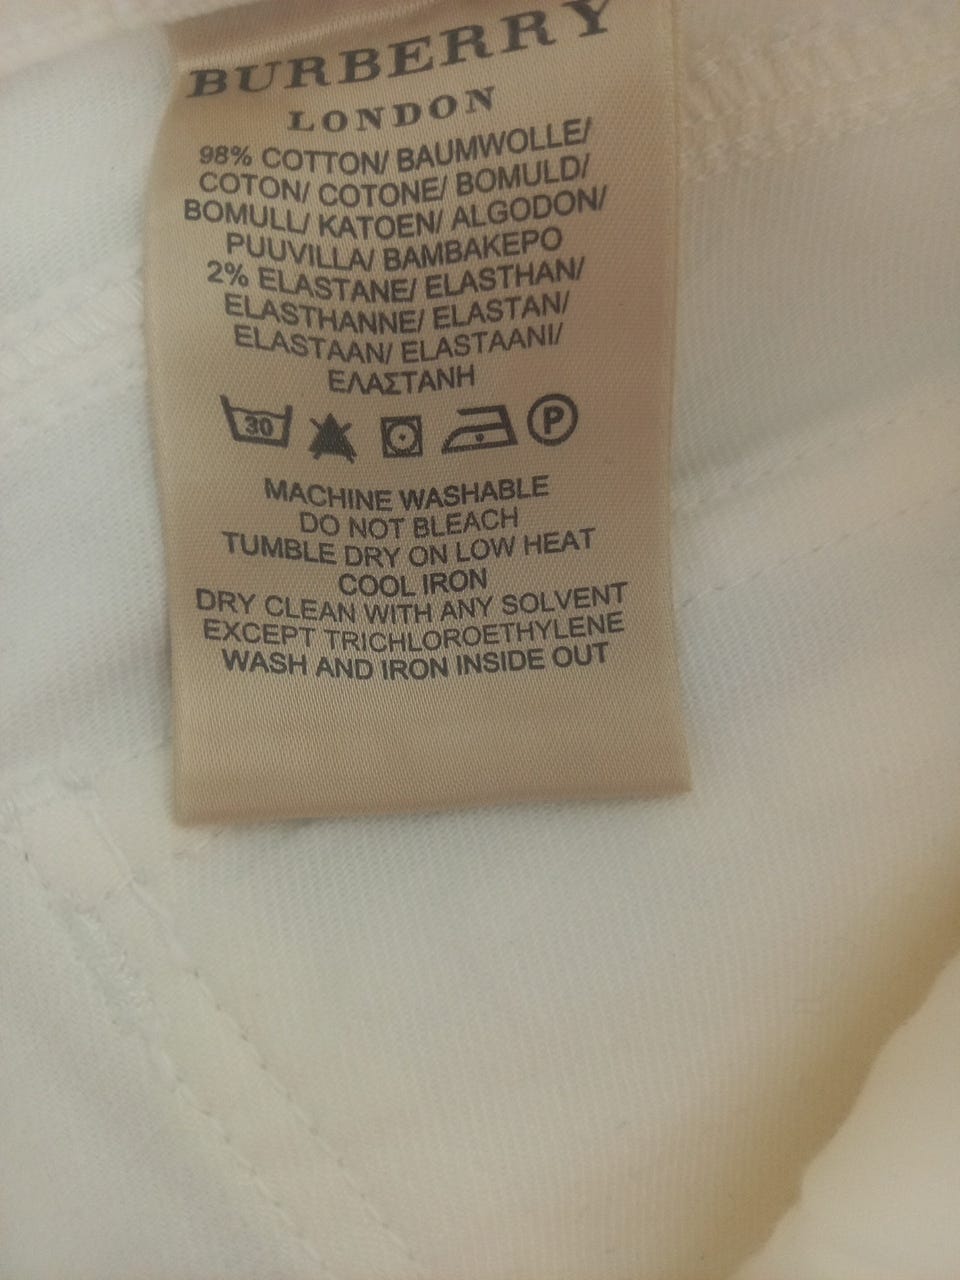 BURBERRY
LONDON
98% COTTON/ BAUMWOLLE/
COTON/ COTONE/ BOMULD/
BOMULL/ KATOEN/ ALGODON/
PUUVILLA/ BAMBAKEPO
2% ELASTANE/ ELASTHAN/
ELASTHANNE/ ELASTAN/
ELASTAAN/ ELASTAANI/
ΕΛΑΣΤΑΝΗ
30 P
MACHINE WASHABLE
DO NOT BLEACH
TUMBLE DRY ON LOW HEAT
COOL IRON
DRY CLEAN WITH ANY SOLVENT
EXCEPT TRICHLOROETHYLENE
WASH AND IRON INSIDE OUT